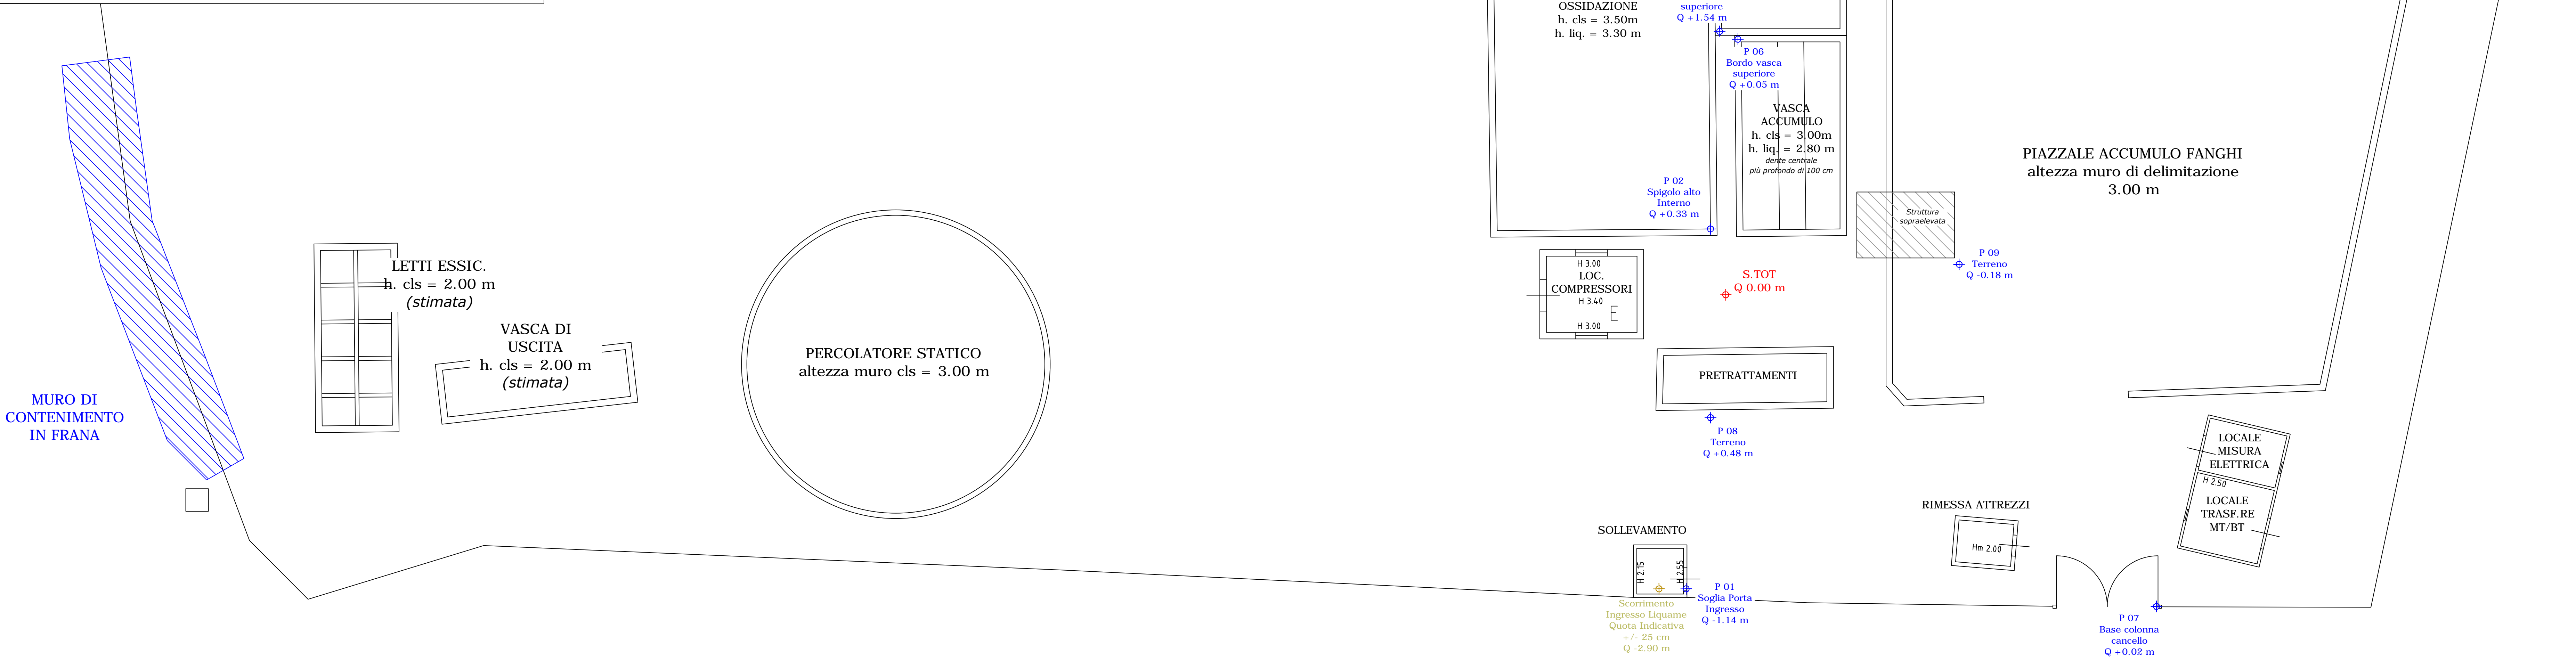 OSSIDAZIONE
h. cls = 3.50m
h. liq. = 3.30 m
superiore
Q +1.54 m
P 06
Bordo vasca
superiore
Q +0.05 m
VASCA
ACCUMULO
h. cls = 3.00m
h. liq. = 2.80 m
dente centrale
più profondo di 100 cm
PIAZZALE ACCUMULO FANGHI
altezza muro di delimitazione
3.00 m
P 02
Spigolo alto
Interno
Q +0.33 m
Struttura
sopraelevata
P 09
Terreno
Q -0.18 m
LETTI ESSIC.
h. cls = 2.00 m
(stimata)
H 3.00
LOC.
COMPRESSORI
H 3.40
E
H 3.00
S.TOT
Q 0.00 m
VASCA DI
USCITA
h. cls = 2.00 m
(stimata)
PERCOLATORE STATICO
altezza muro cls = 3.00 m
PRETRATTAMENTI
MURO DI
CONTENIMENTO
IN FRANA
P 08
Terreno
Q +0.48 m
LOCALE
MISURA
ELETTRICA
H 2.50
LOCALE
TRASF.RE
MT/BT
RIMESSA ATTREZZI
Hm 2.00
SOLLEVAMENTO
H 2.15
H 2.55
P 01
Soglia Porta
Ingresso
Q -1.14 m
Scorrimento
Ingresso Liquame
Quota Indicativa
+/- 25 cm
Q -2.90 m
P 07
Base colonna
cancello
Q +0.02 m